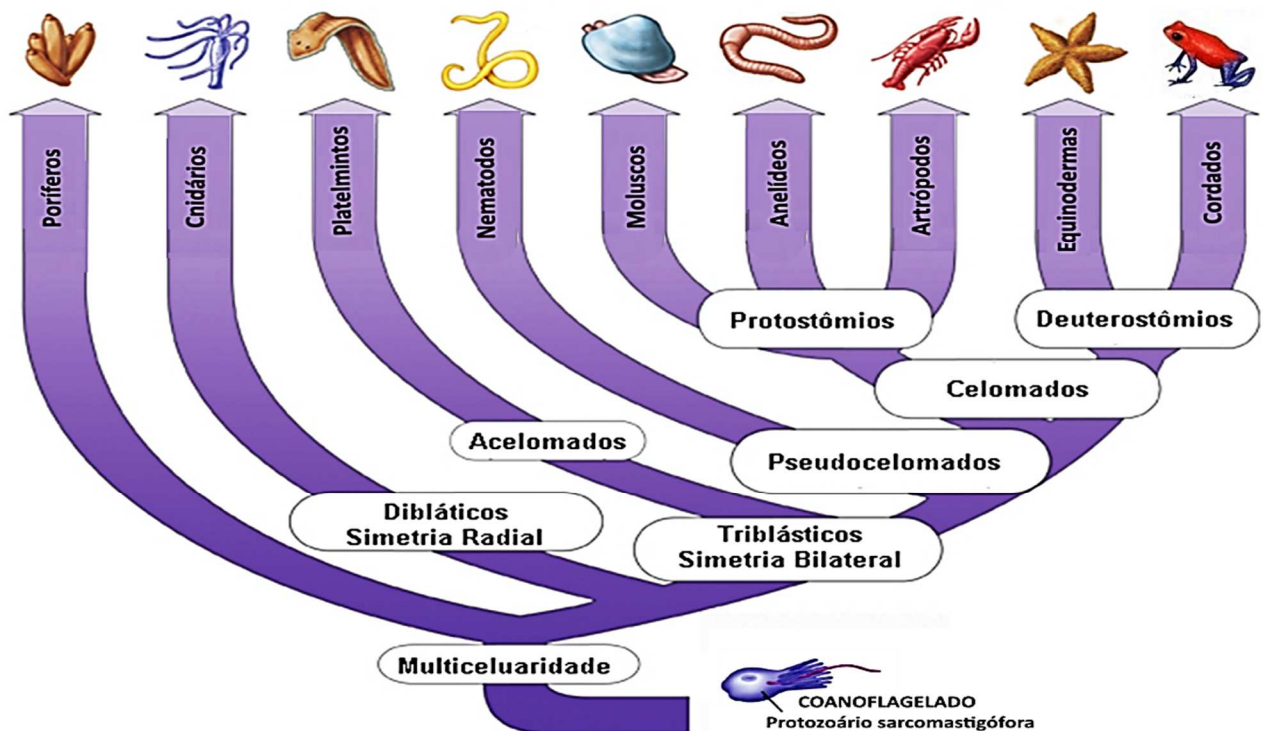 Poríferos
Cnidários
Platelmintos
Nematodos
Moluscos
Anelídeos
Artrópodos
Equinodermas
Cordados
Protostômios
Deuterostômios
Celomados
Acelomados
Pseudocelomados
Dibláticos
Simetria Radial
Triblásticos
Simetria Bilateral
Multiceluaridade
COANOFLAGELADO
Protozoário sarcomastigófora